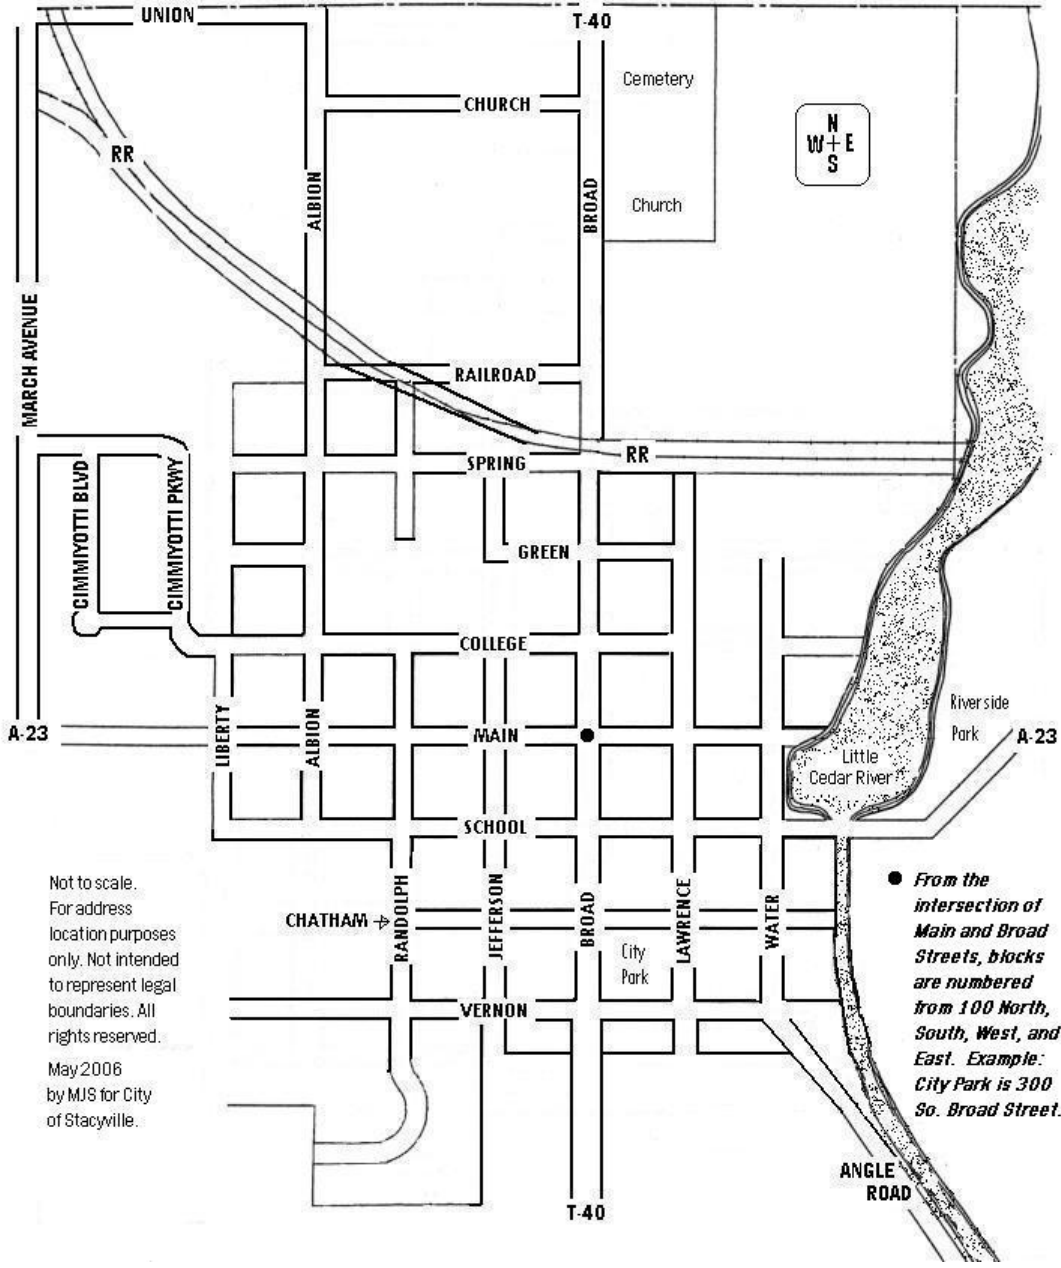 UNION
T-40
Cemetery
CHURCH
N
W + E
S
RR
ALBION
BROAD
Church
MARCH AVENUE
RAILROAD
SPRING
RR
CIMMIYOTTI BLVD
CIMMIYOTTI PKWY
GREEN
COLLEGE
LIBERTY
ALBION
Riverside
Park
A-23
MAIN
A-23
Little
Cedar River
SCHOOL
Not to scale.
For address
location purposes
only. Not intended
to represent legal
boundaries. All
rights reserved.
May 2006
by MJS for City
of Stacyville.
CHATHAM
RANDOLPH
JEFFERSON
BROAD
City
Park
LAWRENCE
WATER
From the
intersection of
Main and Broad
Streets, blocks
are numbered
from 100 North,
South, West, and
East. Example:
City Park is 300
So. Broad Street.
VERNON
ANGLE
ROAD
T-40